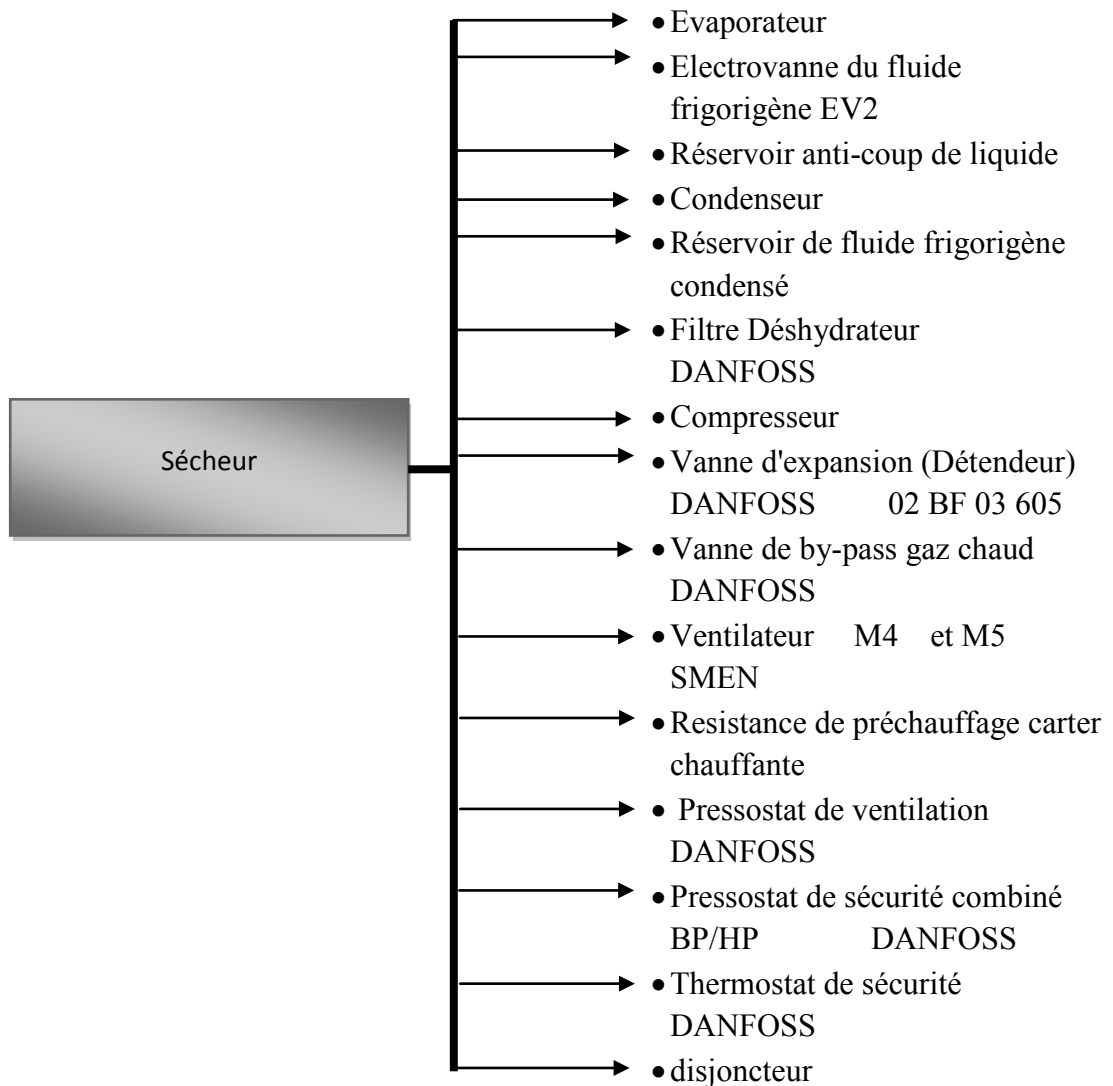 Sécheur
• Evaporateur
• Electrovanne du fluide
frigorigène EV2
• Réservoir anti-coup de liquide
• Condenseur
• Réservoir de fluide frigorigène
condensé
• Filtre Déshydrateur
DANFOSS
• Compresseur
• Vanne d'expansion (Détendeur)
DANFOSS 02 BF 03 605
• Vanne de by-pass gaz chaud
DANFOSS
• Ventilateur M4 et M5
SMEN
• Resistance de préchauffage carter
chauffante
• Pressostat de ventilation
DANFOSS
• Pressostat de sécurité combiné
BP/HP DANFOSS
• Thermostat de sécurité
DANFOSS
• disjoncteur